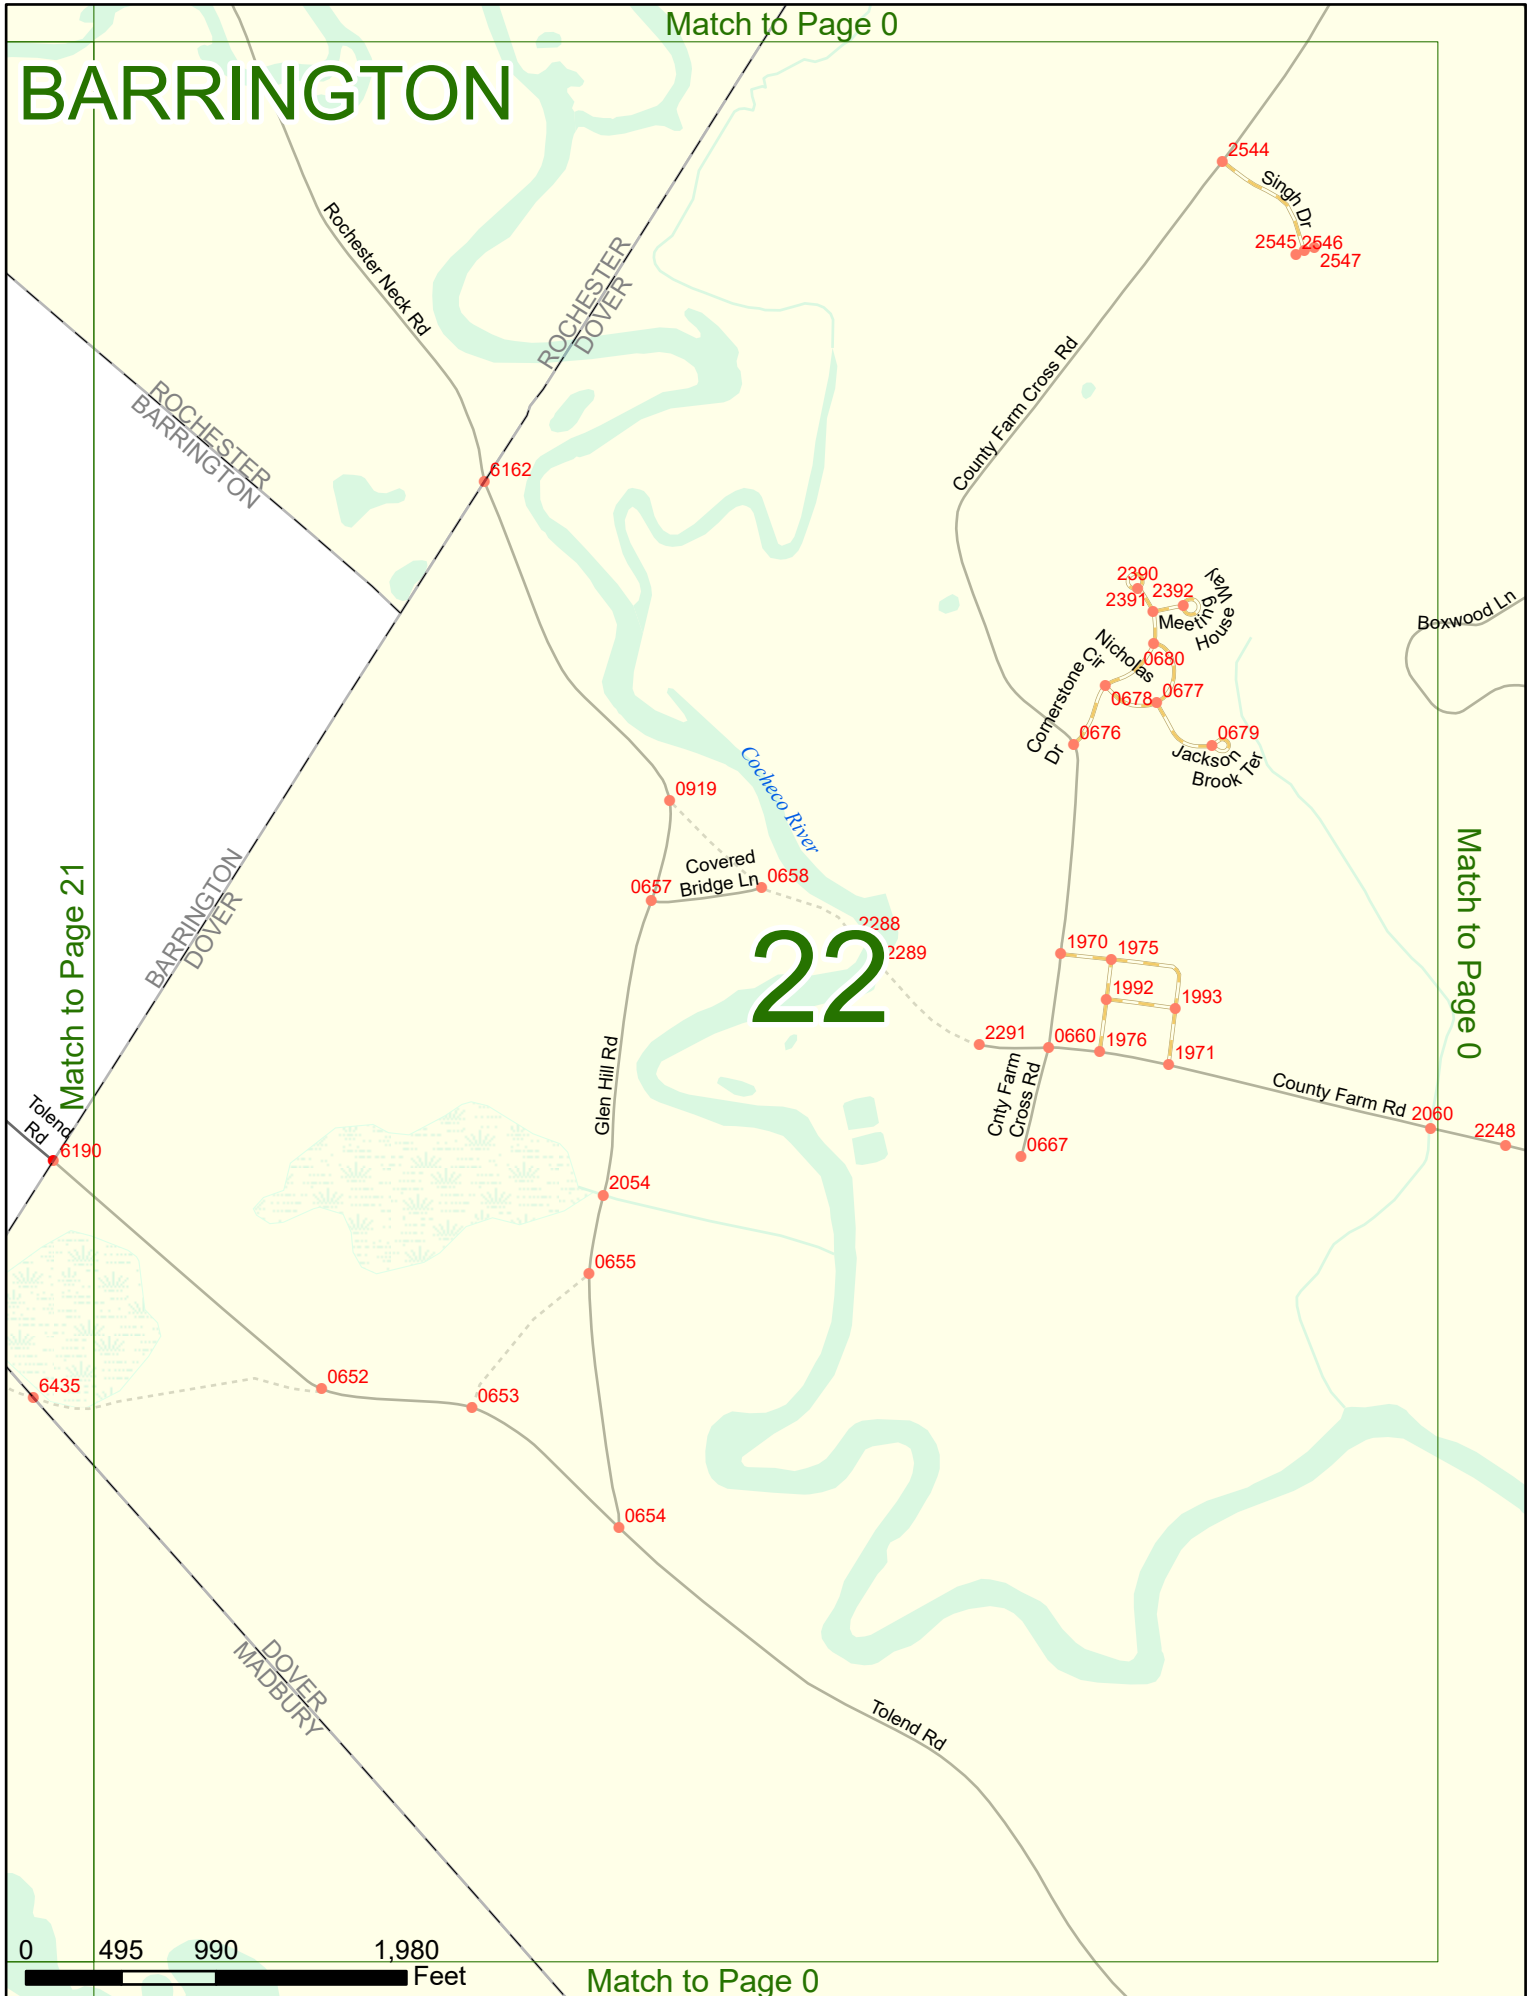 Match to Page 0
BARRINGTON
2544
Singh Dr
2545
2546
2547
Rochester Neck Rd
ROCHESTER
DOVER
County Farm Cross Rd
ROCHESTER
BARRINGTON
6162
2390
2391
2392
Meeting
House
Way
Boxwood Ln
Nicholas
Cir
0680
0678
0677
Cornerstone
Dr
0676
0679
Jackson
Brook Ter
Cocheco River
0919
Covered
Bridge Ln
0657
0658
Match to Page 21
BARRINGTON
DOVER
2288
2289
22
1970
1975
1992
1993
Match to Page 0
2291
0660
1976
1971
Glen Hill Rd
Cnty Farm
Cross Rd
County Farm Rd
2060
2248
0667
Tolend
Rd
6190
2054
0655
6435
0652
0653
0654
DOVER
MADBURY
Tolend Rd
0 495 990 1,980
Feet
Match to Page 0